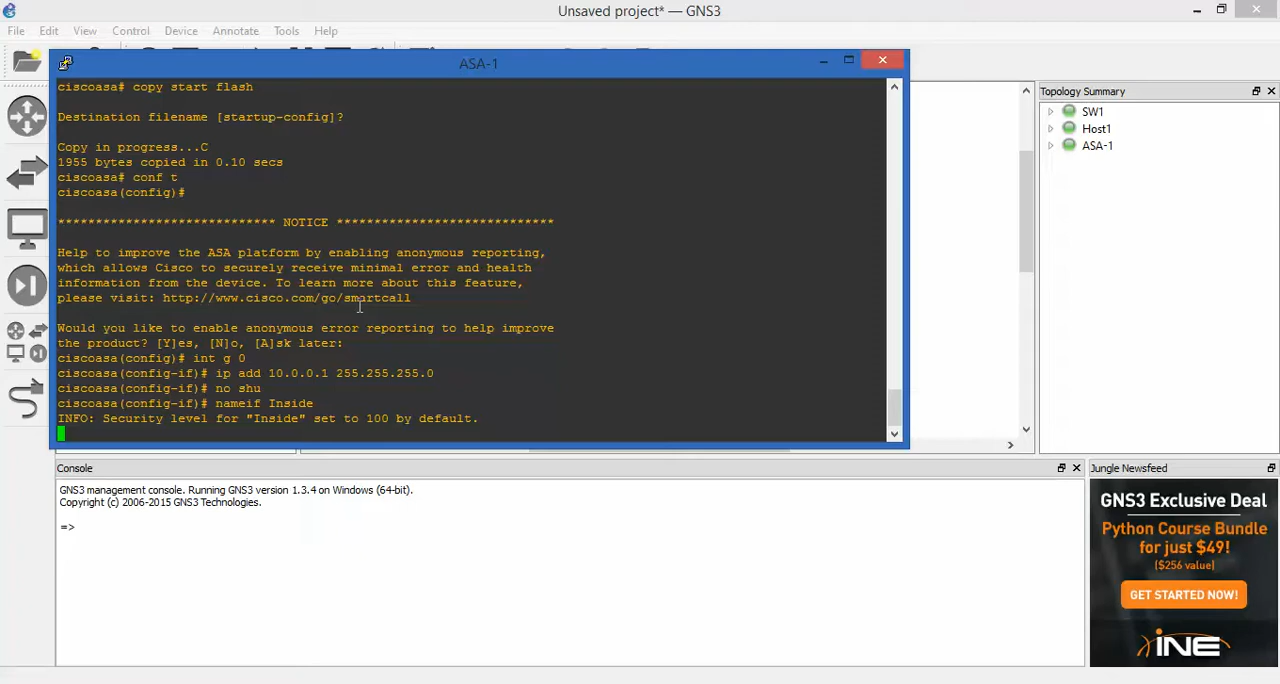 Unsaved project* — GNS3
File Edit View Control Device Annotate Tools Help
ASA-1
ciscoasa# copy start flash
Destination filename [startup-config]?
Copy in progress...C
1955 bytes copied in 0.10 secs
ciscoasa# conf t
ciscoasa(config)#
***************************** NOTICE *****************************
Help to improve the ASA platform by enabling anonymous reporting,
which allows Cisco to securely receive minimal error and health
information from the device. To learn more about this feature,
please visit: http://www.cisco.com/go/smartcall
Would you like to enable anonymous error reporting to help improve
the product? [Y]es, [N]o, [A]sk later:
ciscoasa(config)# int g 0
ciscoasa(config-if)# ip add 10.0.0.1 255.255.255.0
ciscoasa(config-if)# no shu
ciscoasa(config-if)# nameif Inside
INFO: Security level for "Inside" set to 100 by default.
Topology Summary
SW1
Host1
ASA-1
Console
GNS3 management console. Running GNS3 version 1.3.4 on Windows (64-bit).
Copyright (c) 2006-2015 GNS3 Technologies.
=>
Jungle Newsfeed
GNS3 Exclusive Deal
Python Course Bundle
for just $49!
($256 value)
GET STARTED NOW!
iNE